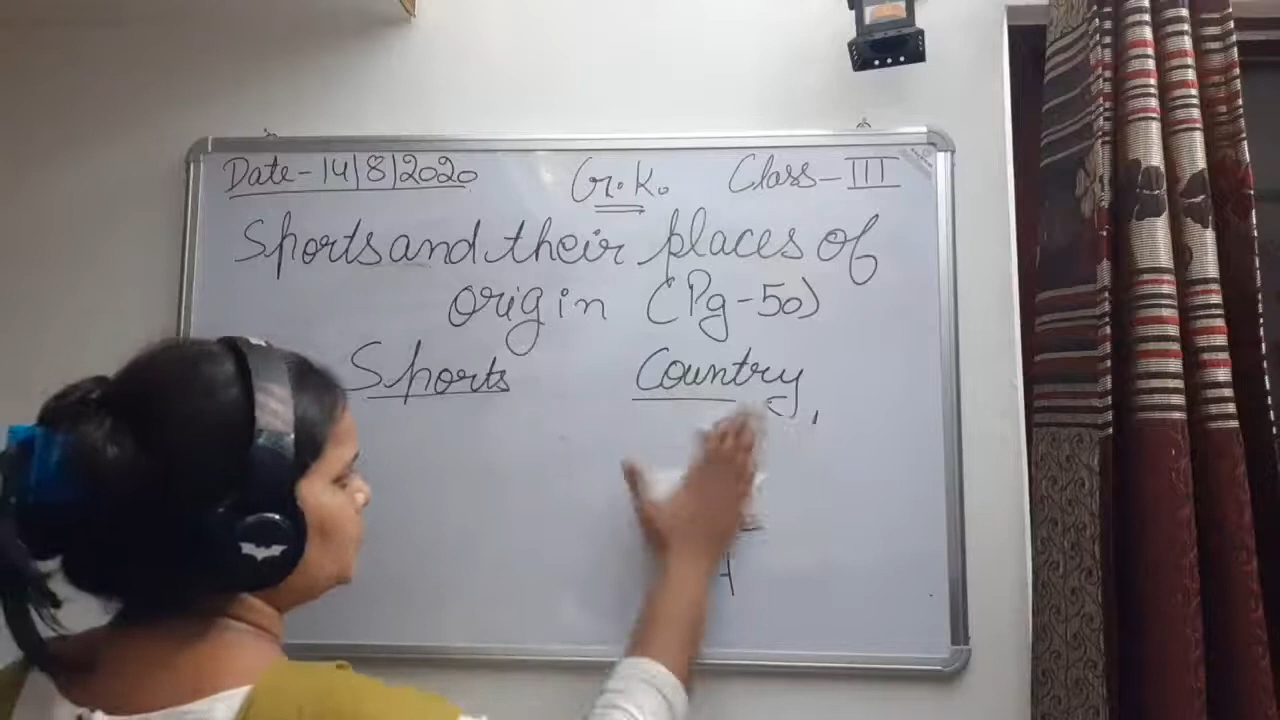 Date-14/8/2020 G.K. Class-III
Sports and their places of
origin (Pg-50)
Sports Country